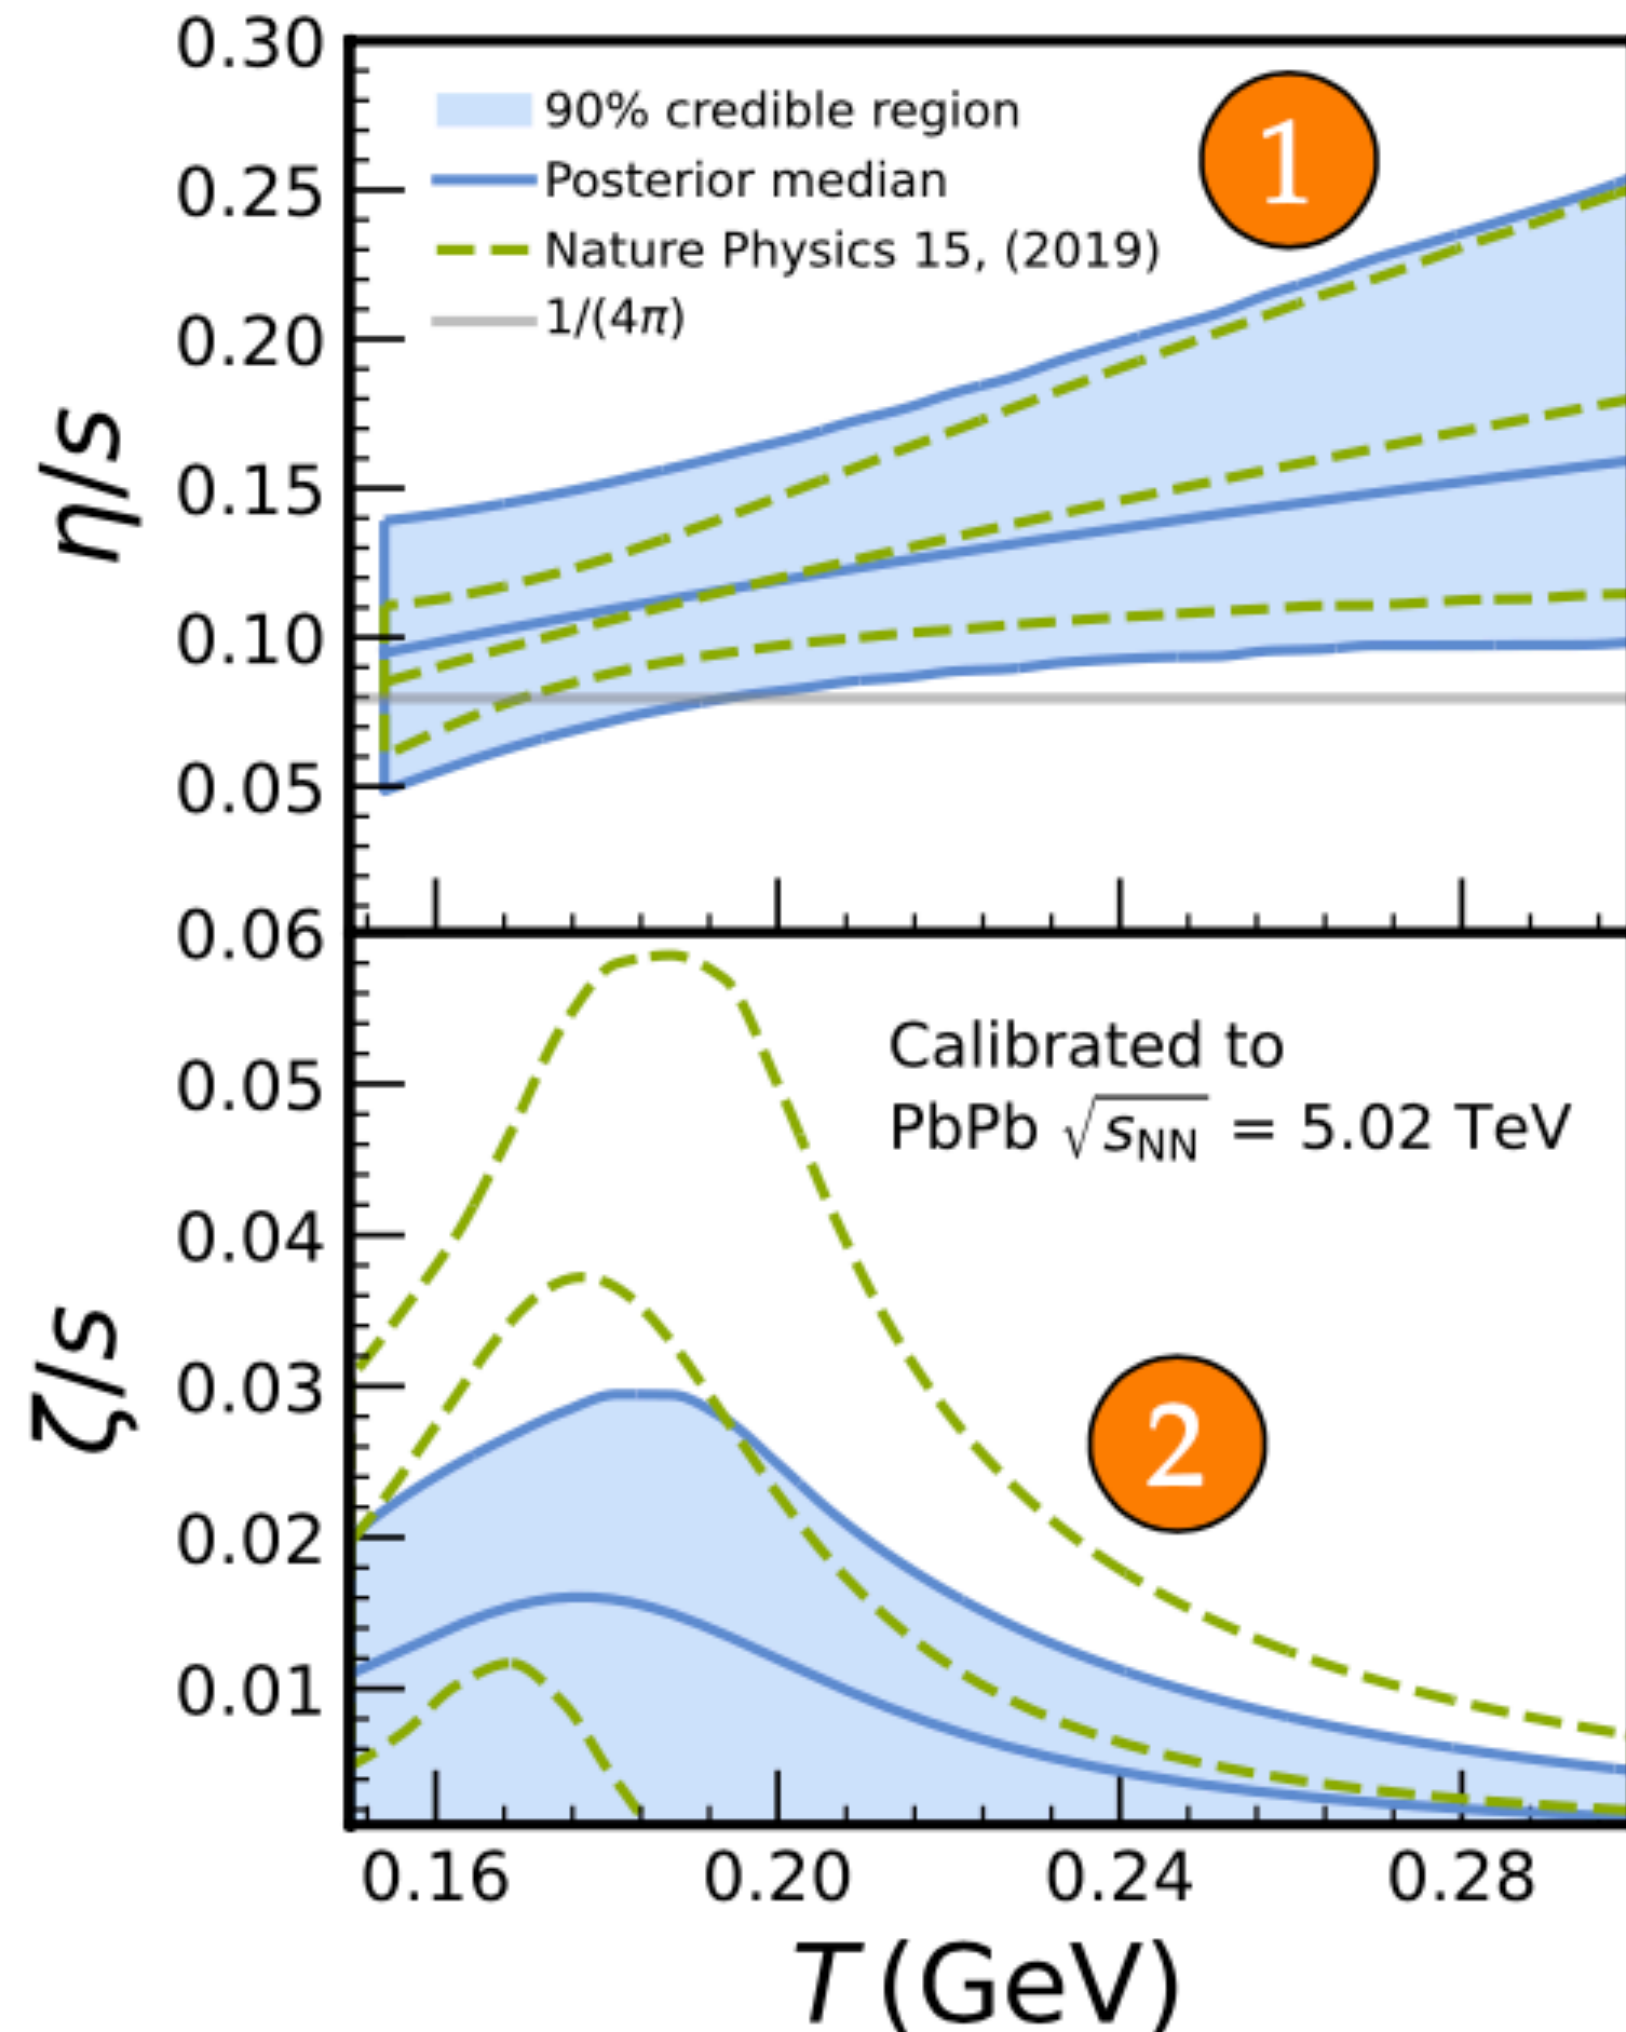 0.30
0.25
0.20
0.15
0.10
0.05
η/s
90% credible region
Posterior median
Nature Physics 15, (2019)
1/(4π)
1
0.06
0.05
0.04
0.03
0.02
0.01
ζ/s
Calibrated to
PbPb √sNN = 5.02 TeV
2
0.16 0.20 0.24 0.28
T (GeV)